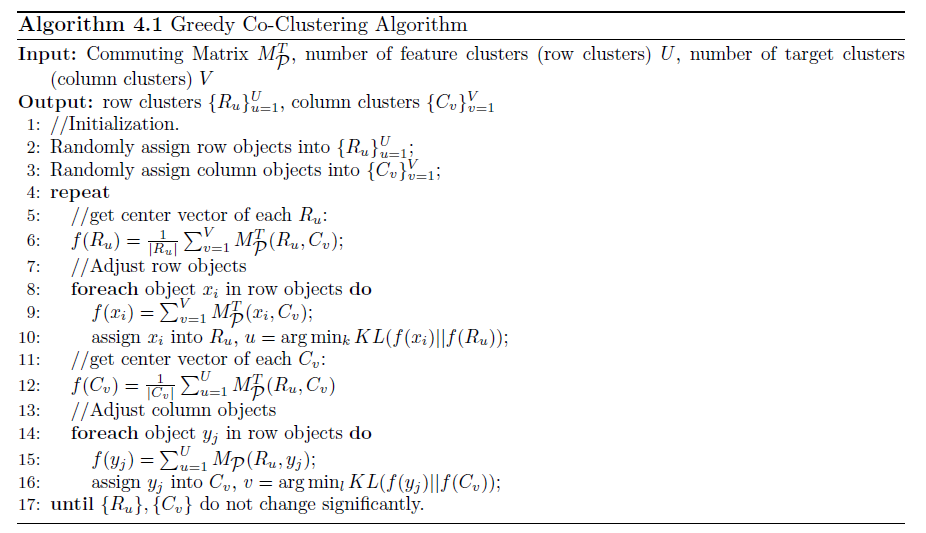 Algorithm 4.1 Greedy Co-Clustering Algorithm
Input: Commuting Matrix $M_{\mathcal{P}}^T$, number of feature clusters (row clusters) $U$, number of target clusters
(column clusters) $V$
Output: row clusters $\{R_u\}_{u=1}^U$, column clusters $\{C_v\}_{v=1}^V$
1: //Initialization.
2: Randomly assign row objects into $\{R_u\}_{u=1}^U$;
3: Randomly assign column objects into $\{C_v\}_{v=1}^V$;
4: repeat
5: //get center vector of each $R_u$:
6: $f(R_u) = \frac{1}{|R_u|} \sum_{v=1}^V M_{\mathcal{P}}^T(R_u, C_v)$;
7: //Adjust row objects
8: foreach object $x_i$ in row objects do
9: $f(x_i) = \sum_{v=1}^V M_{\mathcal{P}}^T(x_i, C_v)$;
10: assign $x_i$ into $R_u$, $u = \arg\min_k KL(f(x_i)||f(R_u))$;
11: //get center vector of each $C_v$:
12: $f(C_v) = \frac{1}{|C_v|} \sum_{u=1}^U M_{\mathcal{P}}^T(R_u, C_v)$
13: //Adjust column objects
14: foreach object $y_j$ in row objects do
15: $f(y_j) = \sum_{u=1}^U M_{\mathcal{P}}(R_u, y_j)$;
16: assign $y_j$ into $C_v$, $v = \arg\min_l KL(f(y_j)||f(C_v))$;
17: until $\{R_u\}, \{C_v\}$ do not change significantly.